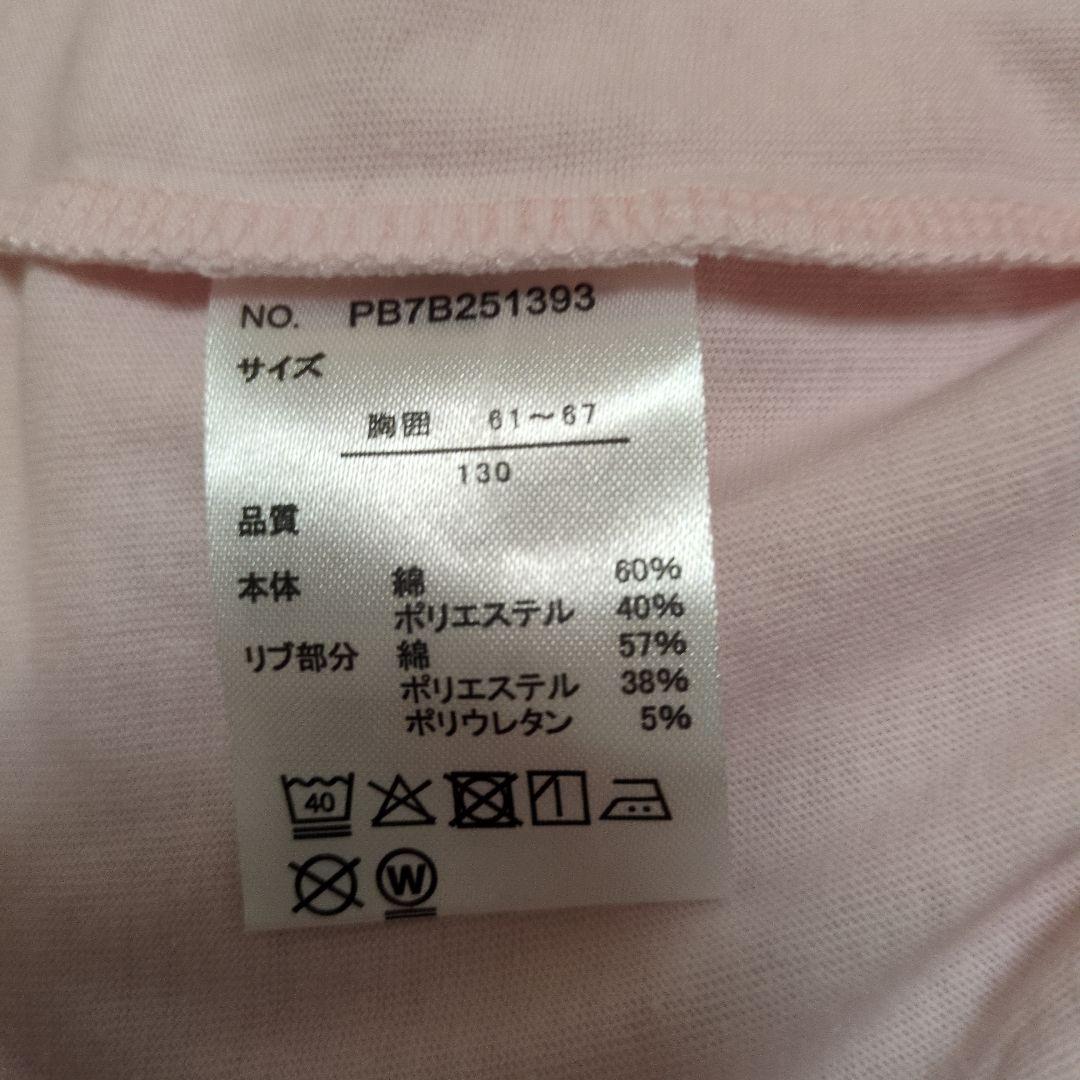 NO. PB7B251393
サイズ
胸囲 61～67
130
品質
本体 綿 60%
ポリエステル 40%
リブ部分 綿 57%
ポリエステル 38%
ポリウレタン 5%
40
W